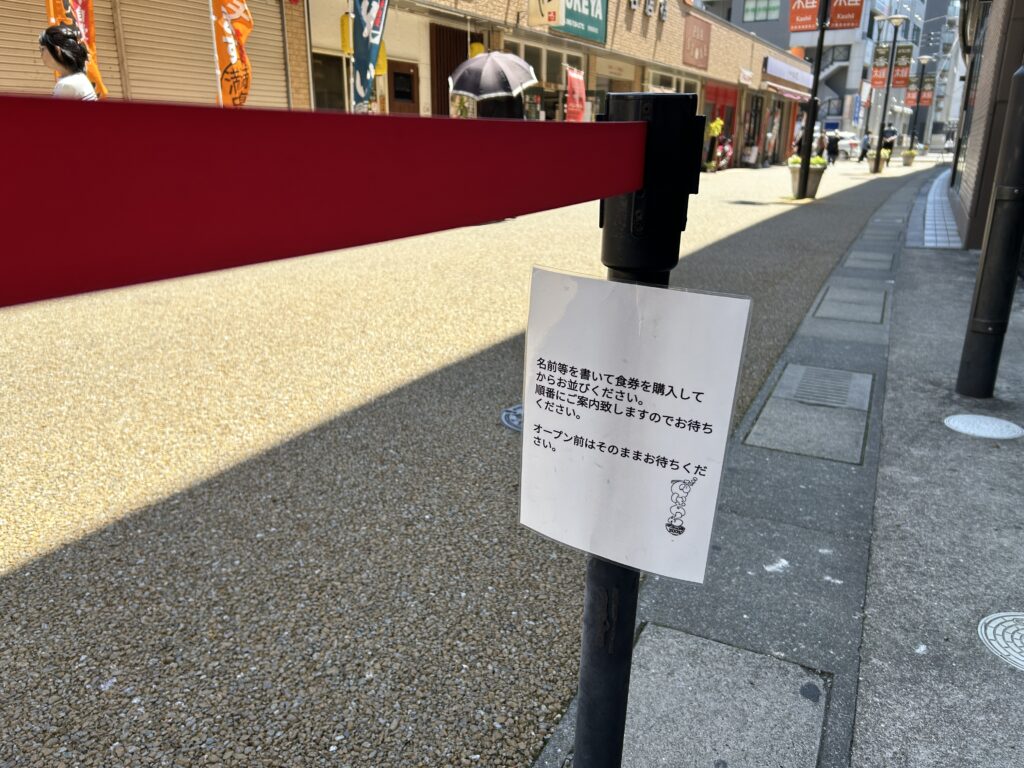 名前等を書いて食券を購入して
からお並びください。
順番にご案内致しますのでお待ち
ください。
オープン前はそのままお待ちくだ
さい。